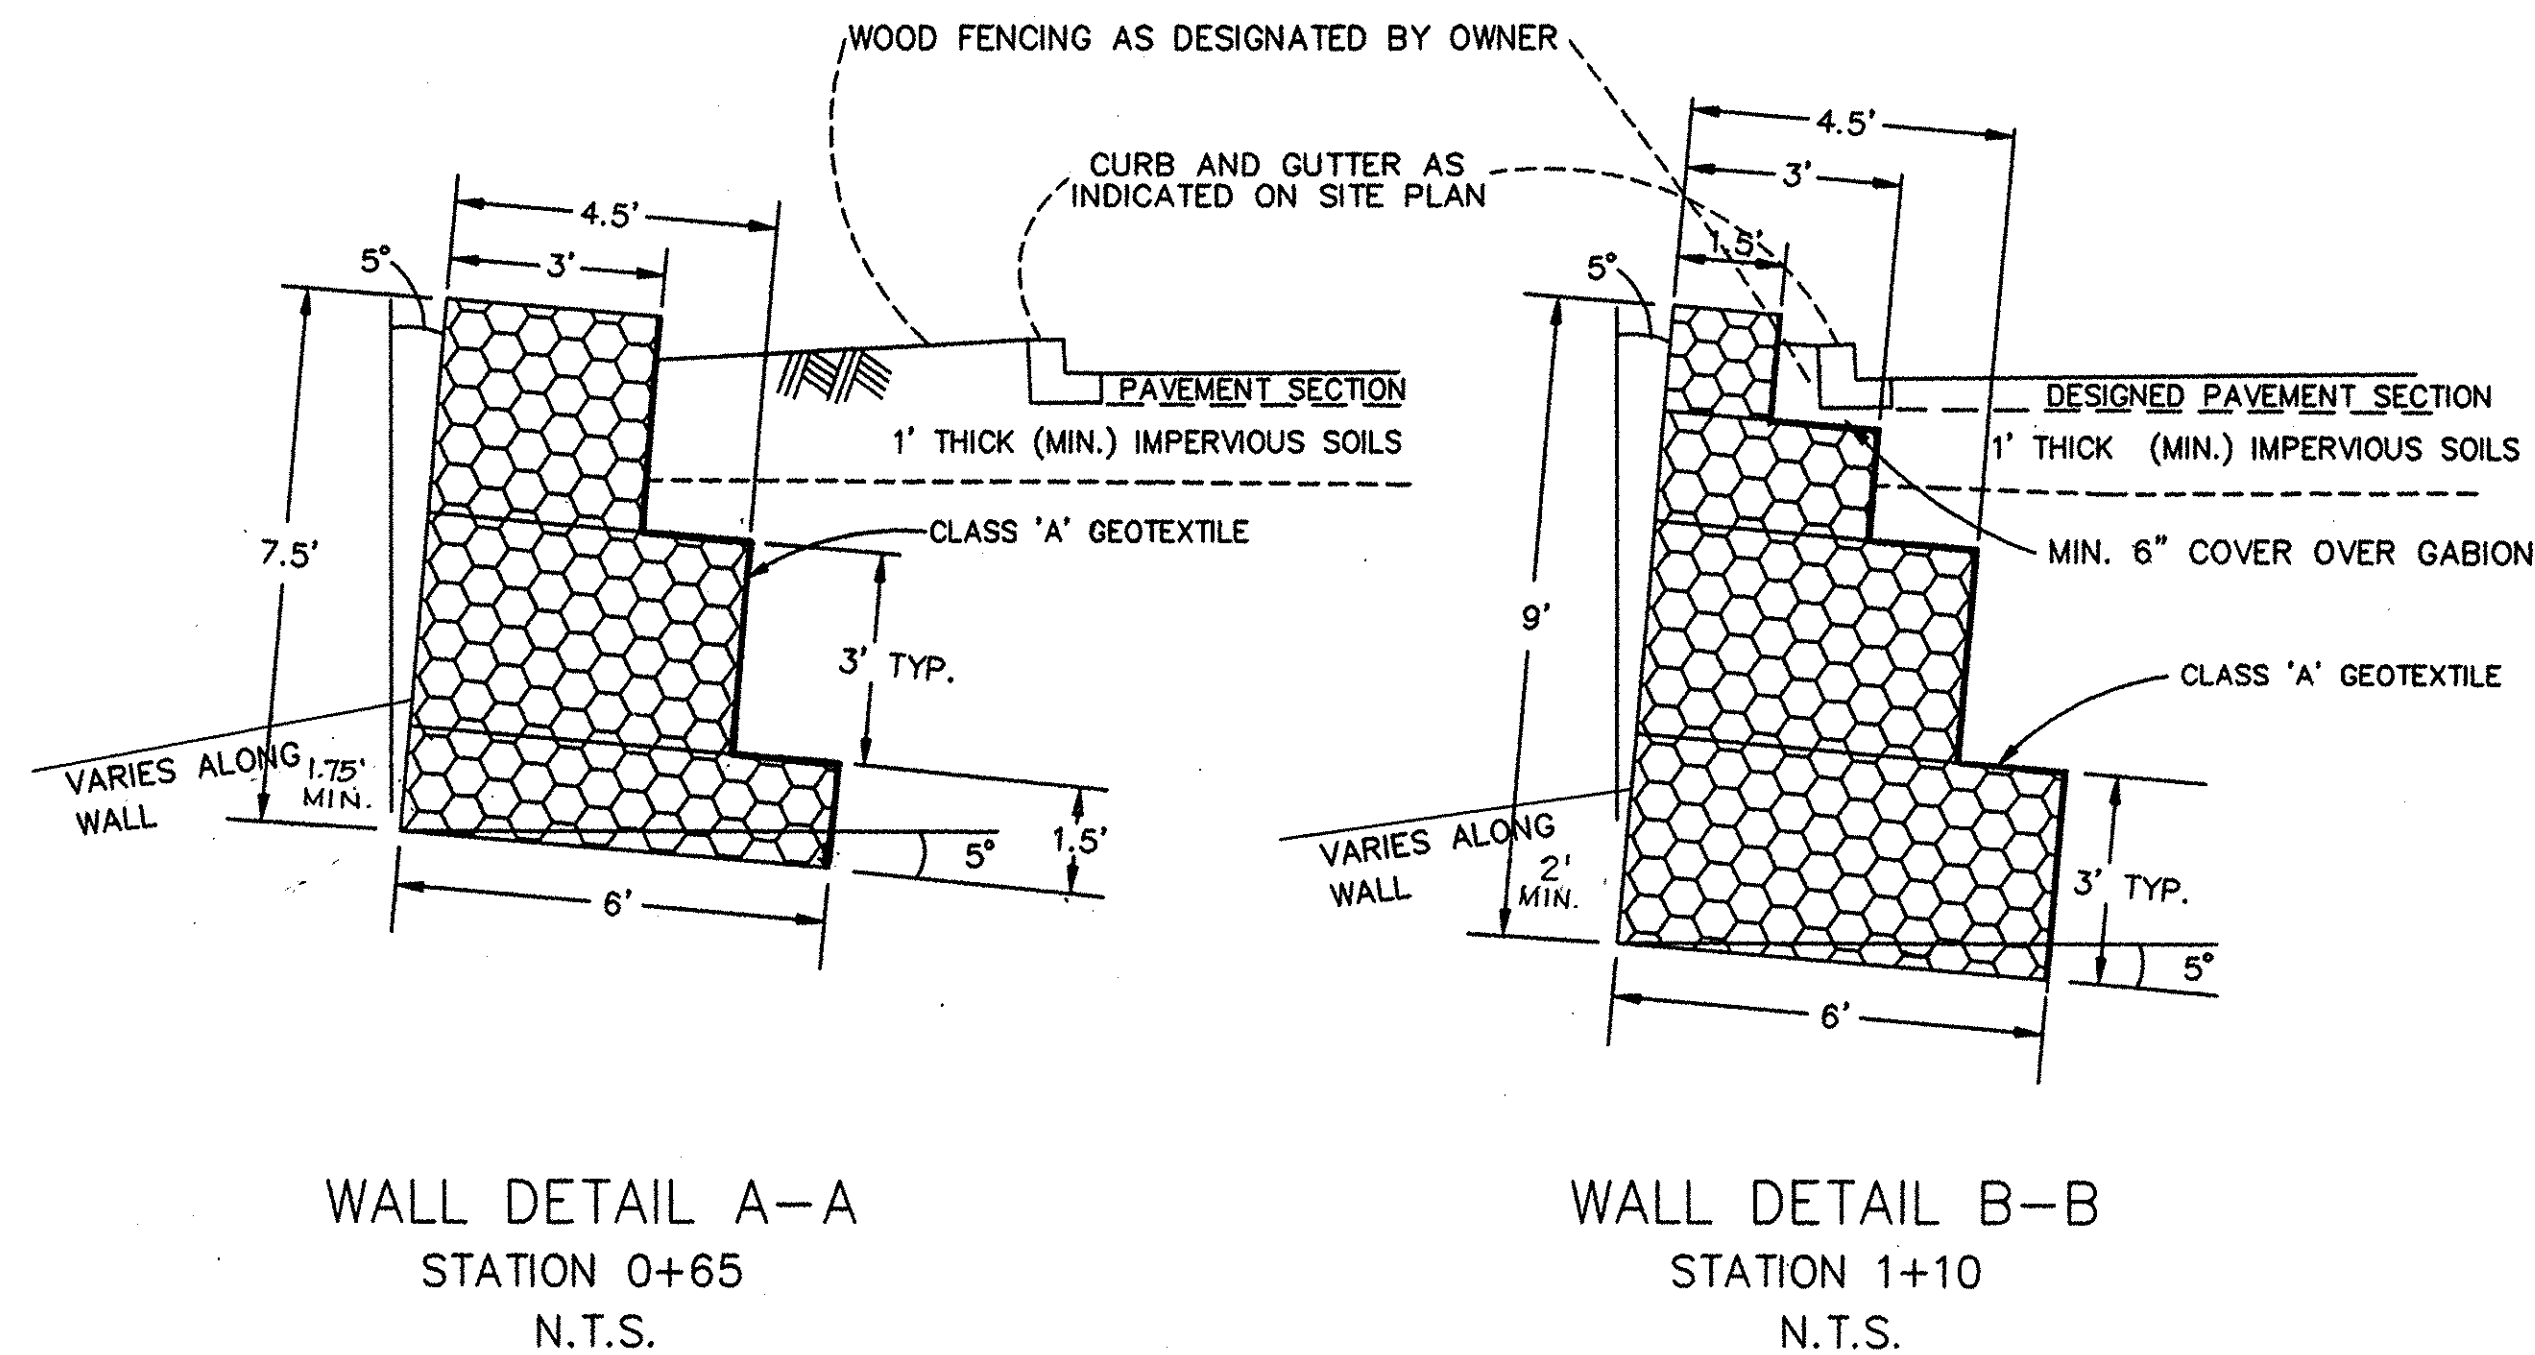 WOOD FENCING AS DESIGNATED BY OWNER
CURB AND GUTTER AS
INDICATED ON SITE PLAN
4.5'
3'
5°
PAVEMENT SECTION
1' THICK (MIN.) IMPERVIOUS SOILS
CLASS 'A' GEOTEXTILE
7.5'
3' TYP.
VARIES ALONG
WALL
1.75'
MIN.
1.5'
5°
6'
WALL DETAIL A-A
STATION 0+65
N.T.S.
4.5'
3'
1.5'
5°
DESIGNED PAVEMENT SECTION
1' THICK (MIN.) IMPERVIOUS SOILS
MIN. 6" COVER OVER GABION
9'
CLASS 'A' GEOTEXTILE
VARIES ALONG
WALL
2'
MIN.
3' TYP.
5°
6'
WALL DETAIL B-B
STATION 1+10
N.T.S.